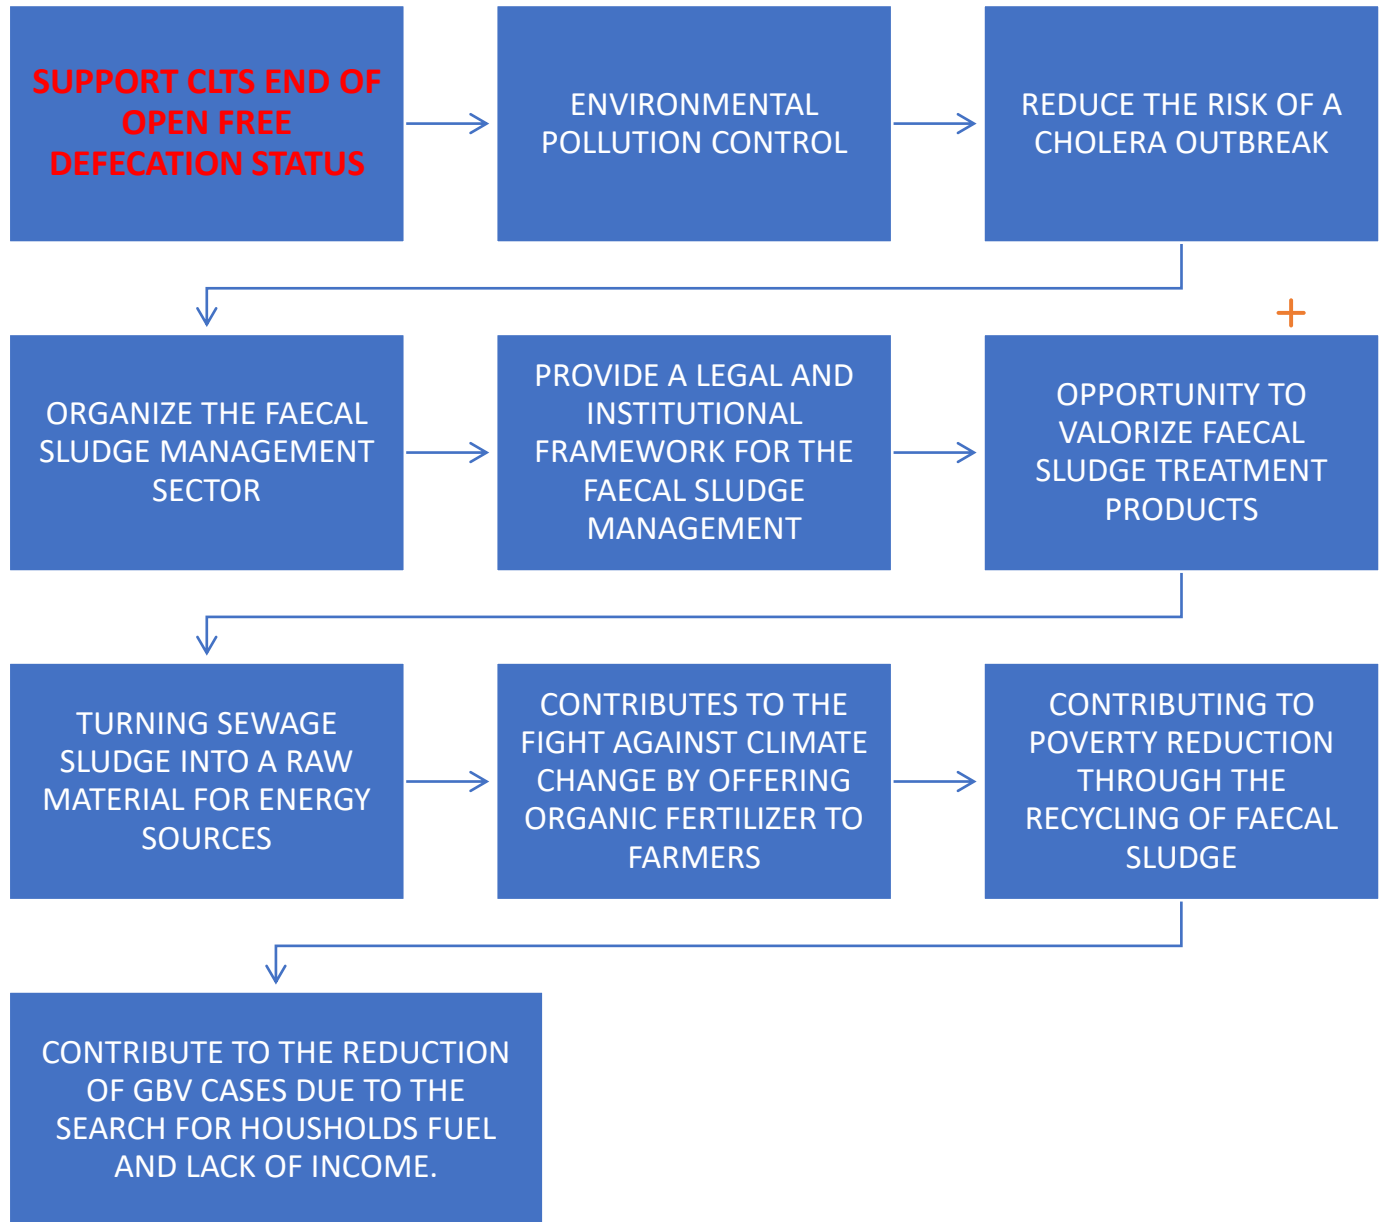 SUPPORT CLTS END OF
OPEN FREE
DEFECATION STATUS
ENVIRONMENTAL
POLLUTION CONTROL
REDUCE THE RISK OF A
CHOLERA OUTBREAK
ORGANIZE THE FAECAL
SLUDGE MANAGEMENT
SECTOR
PROVIDE A LEGAL AND
INSTITUTIONAL
FRAMEWORK FOR THE
FAECAL SLUDGE
MANAGEMENT
OPPORTUNITY TO
VALORIZE FAECAL
SLUDGE TREATMENT
PRODUCTS
TURNING SEWAGE
SLUDGE INTO A RAW
MATERIAL FOR ENERGY
SOURCES
CONTRIBUTES TO THE
FIGHT AGAINST CLIMATE
CHANGE BY OFFERING
ORGANIC FERTILIZER TO
FARMERS
CONTRIBUTING TO
POVERTY REDUCTION
THROUGH THE
RECYCLING OF FAECAL
SLUDGE
CONTRIBUTE TO THE REDUCTION
OF GBV CASES DUE TO THE
SEARCH FOR HOUSHOLDS FUEL
AND LACK OF INCOME.